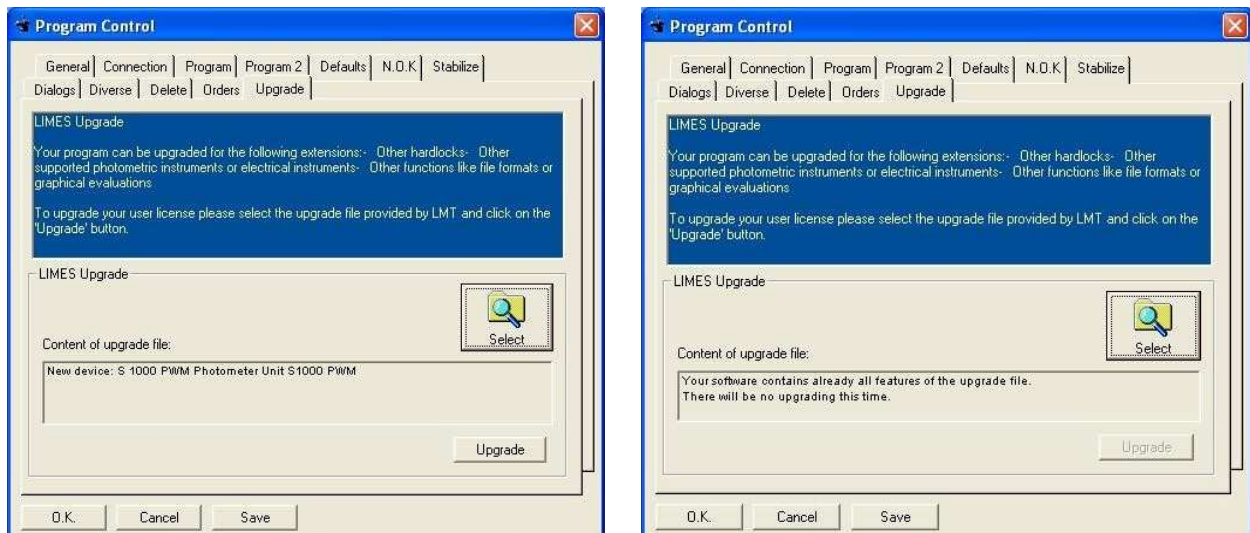 Program Control
General Connection Program Program 2 Defaults N.O.K Stabilize
Dialogs Diverse Delete Orders Upgrade
LIMES Upgrade
Your program can be upgraded for the following extensions:- Other hardlocks- Other
supported photometric instruments or electrical instruments- Other functions like file formats or
graphical evaluations
To upgrade your user license please select the upgrade file provided by LMT and click on the
'Upgrade' button.
LIMES Upgrade
Select
Content of upgrade file:
New device: S 1000 PWM Photometer Unit S1000 PWM
Upgrade
O.K. Cancel Save
Program Control
General Connection Program Program 2 Defaults N.O.K Stabilize
Dialogs Diverse Delete Orders Upgrade
LIMES Upgrade
Your program can be upgraded for the following extensions:- Other hardlocks- Other
supported photometric instruments or electrical instruments- Other functions like file formats or
graphical evaluations
To upgrade your user license please select the upgrade file provided by LMT and click on the
'Upgrade' button.
LIMES Upgrade
Select
Content of upgrade file:
Your software contains already all features of the upgrade file.
There will be no upgrading this time.
Upgrade
O.K. Cancel Save